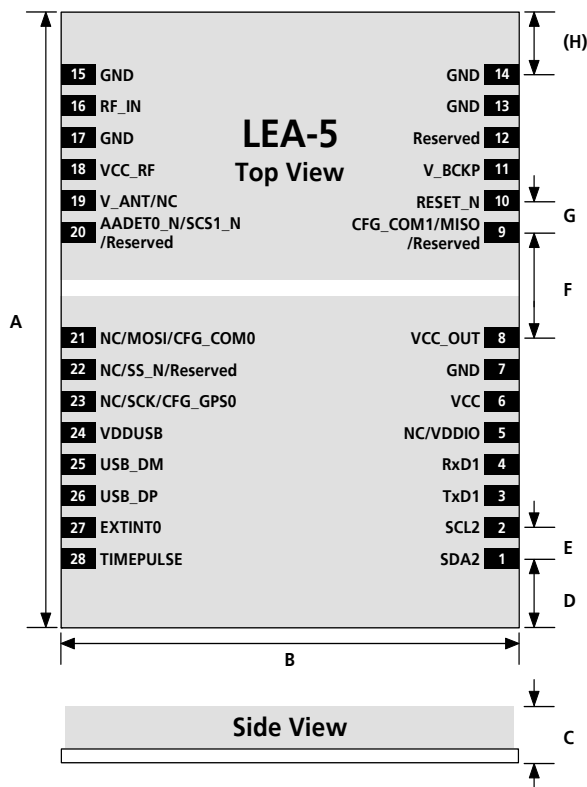 (H)
15 GND GND 14
16 RF_IN GND 13
17 GND LEA-5 Reserved 12
Top View
18 VCC_RF V_BCKP 11
19 V_ANT/NC RESET_N 10
G
20 AADET0_N/SCS1_N CFG_COM1/MISO 9
/Reserved /Reserved
F
A
21 NC/MOSI/CFG_COM0 VCC_OUT 8
22 NC/SS_N/Reserved GND 7
23 NC/SCK/CFG_GPS0 VCC 6
24 VDDUSB NC/VDDIO 5
25 USB_DM RxD1 4
26 USB_DP TxD1 3
27 EXTINT0 SCL2 2
E
28 TIMEPULSE SDA2 1
D
B
Side View
C